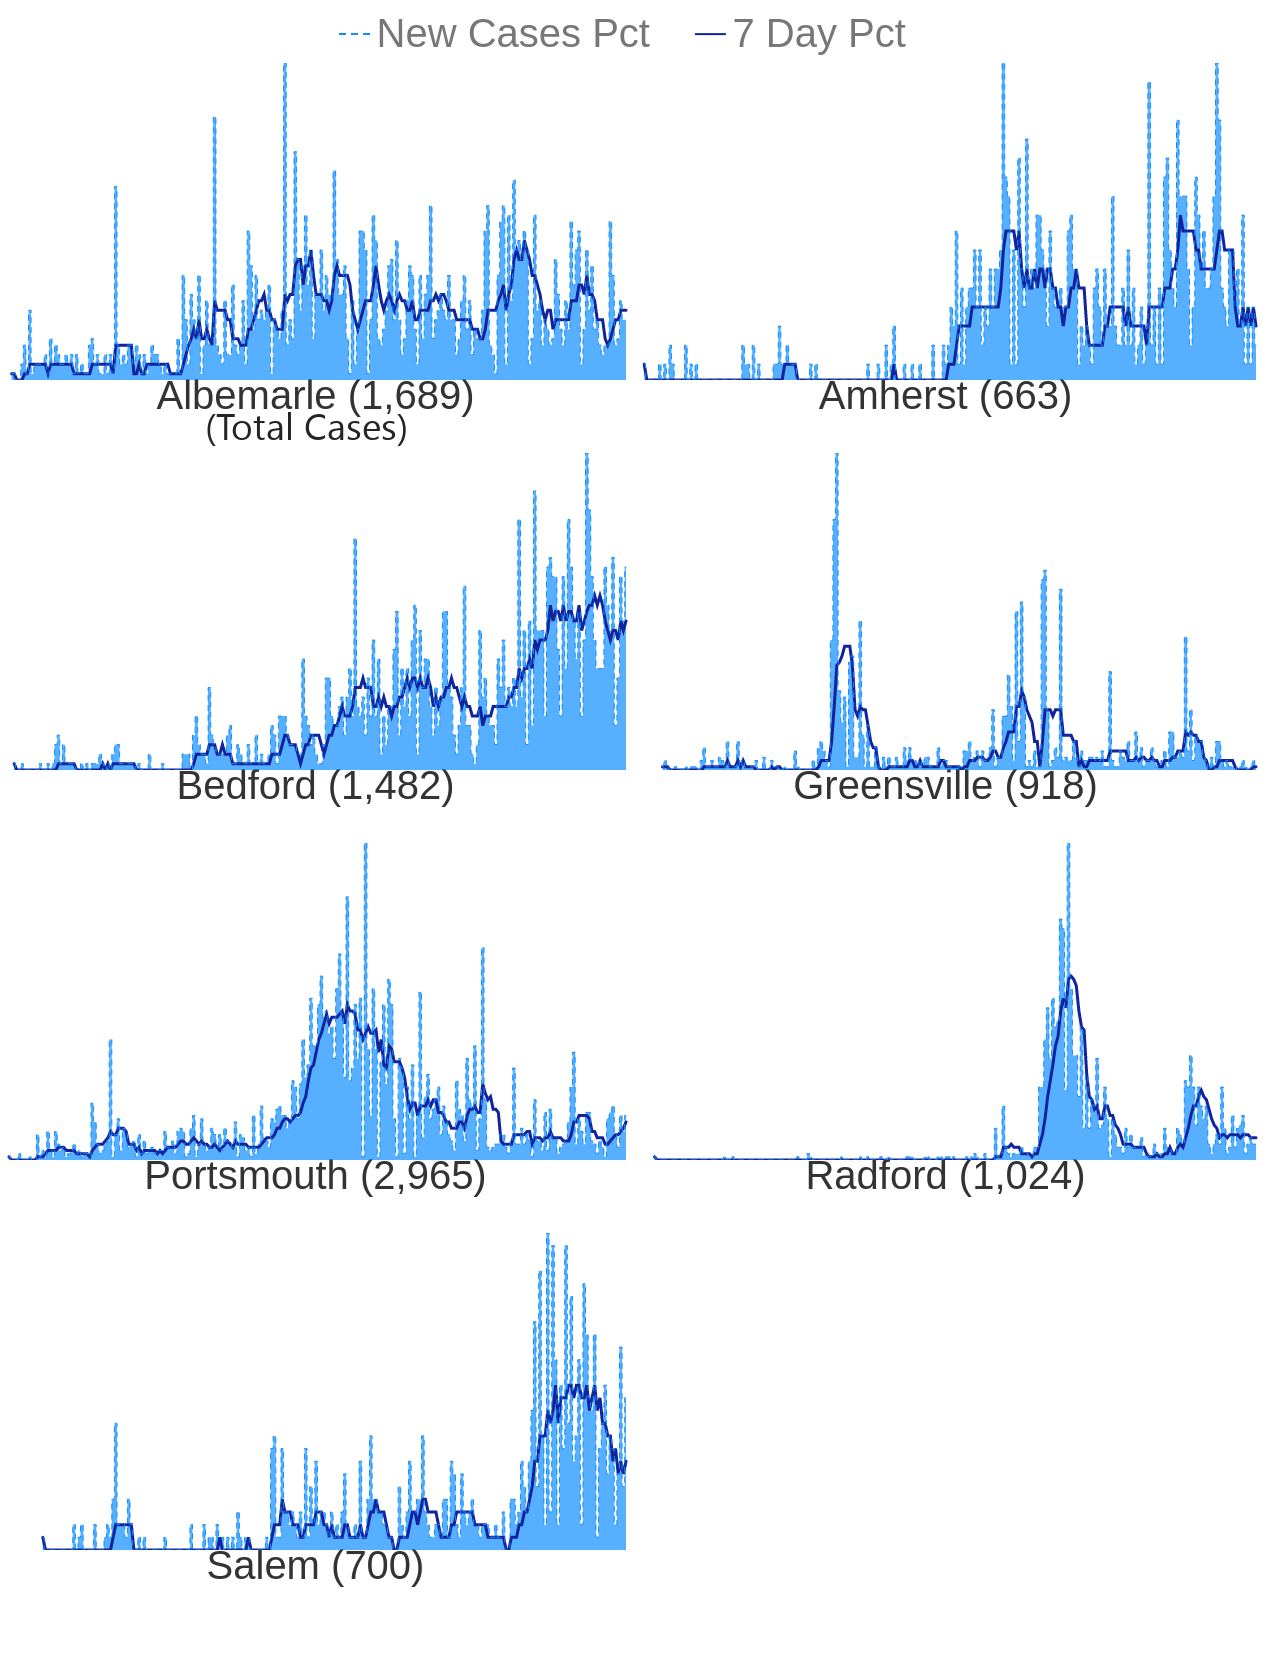 New Cases Pct 7 Day Pct
Albemarle (1,689) Amherst (663)
(Total Cases)
Bedford (1,482) Greensville (918)
Portsmouth (2,965) Radford (1,024)
Salem (700)